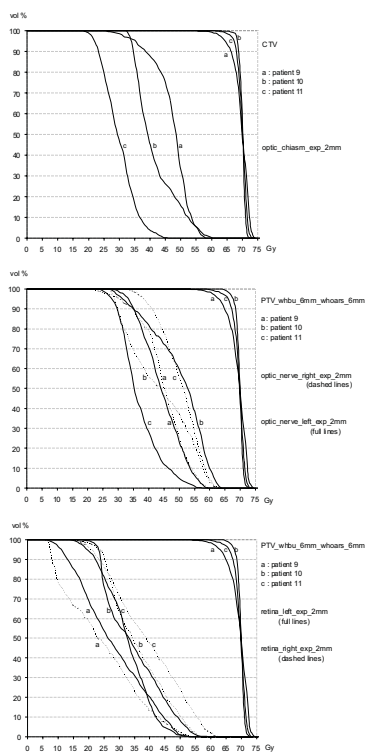 vol %
100
90
80
70
60
50
40
30
20
10
0
0 5 10 15 20 25 30 35 40 45 50 55 60 65 70 75 Gy
c b a
a c b
CTV
a : patient 9
b : patient 10
c : patient 11
optic_chiasm_exp_2mm
vol %
100
90
80
70
60
50
40
30
20
10
0
0 5 10 15 20 25 30 35 40 45 50 55 60 65 70 75 Gy
a c b
b a c
c a b
PTV_whbu_6mm_whoars_6mm
a : patient 9
b : patient 10
c : patient 11
optic_nerve_right_exp_2mm
(dashed lines)
optic_nerve_left_exp_2mm
(full lines)
vol %
100
90
80
70
60
50
40
30
20
10
0
0 5 10 15 20 25 30 35 40 45 50 55 60 65 70 75 Gy
a c b
a b c
a b c
PTV_whbu_6mm_whoars_6mm
a : patient 9
b : patient 10
c : patient 11
retina_left_exp_2mm
(full lines)
retina_right_exp_2mm
(dashed lines)